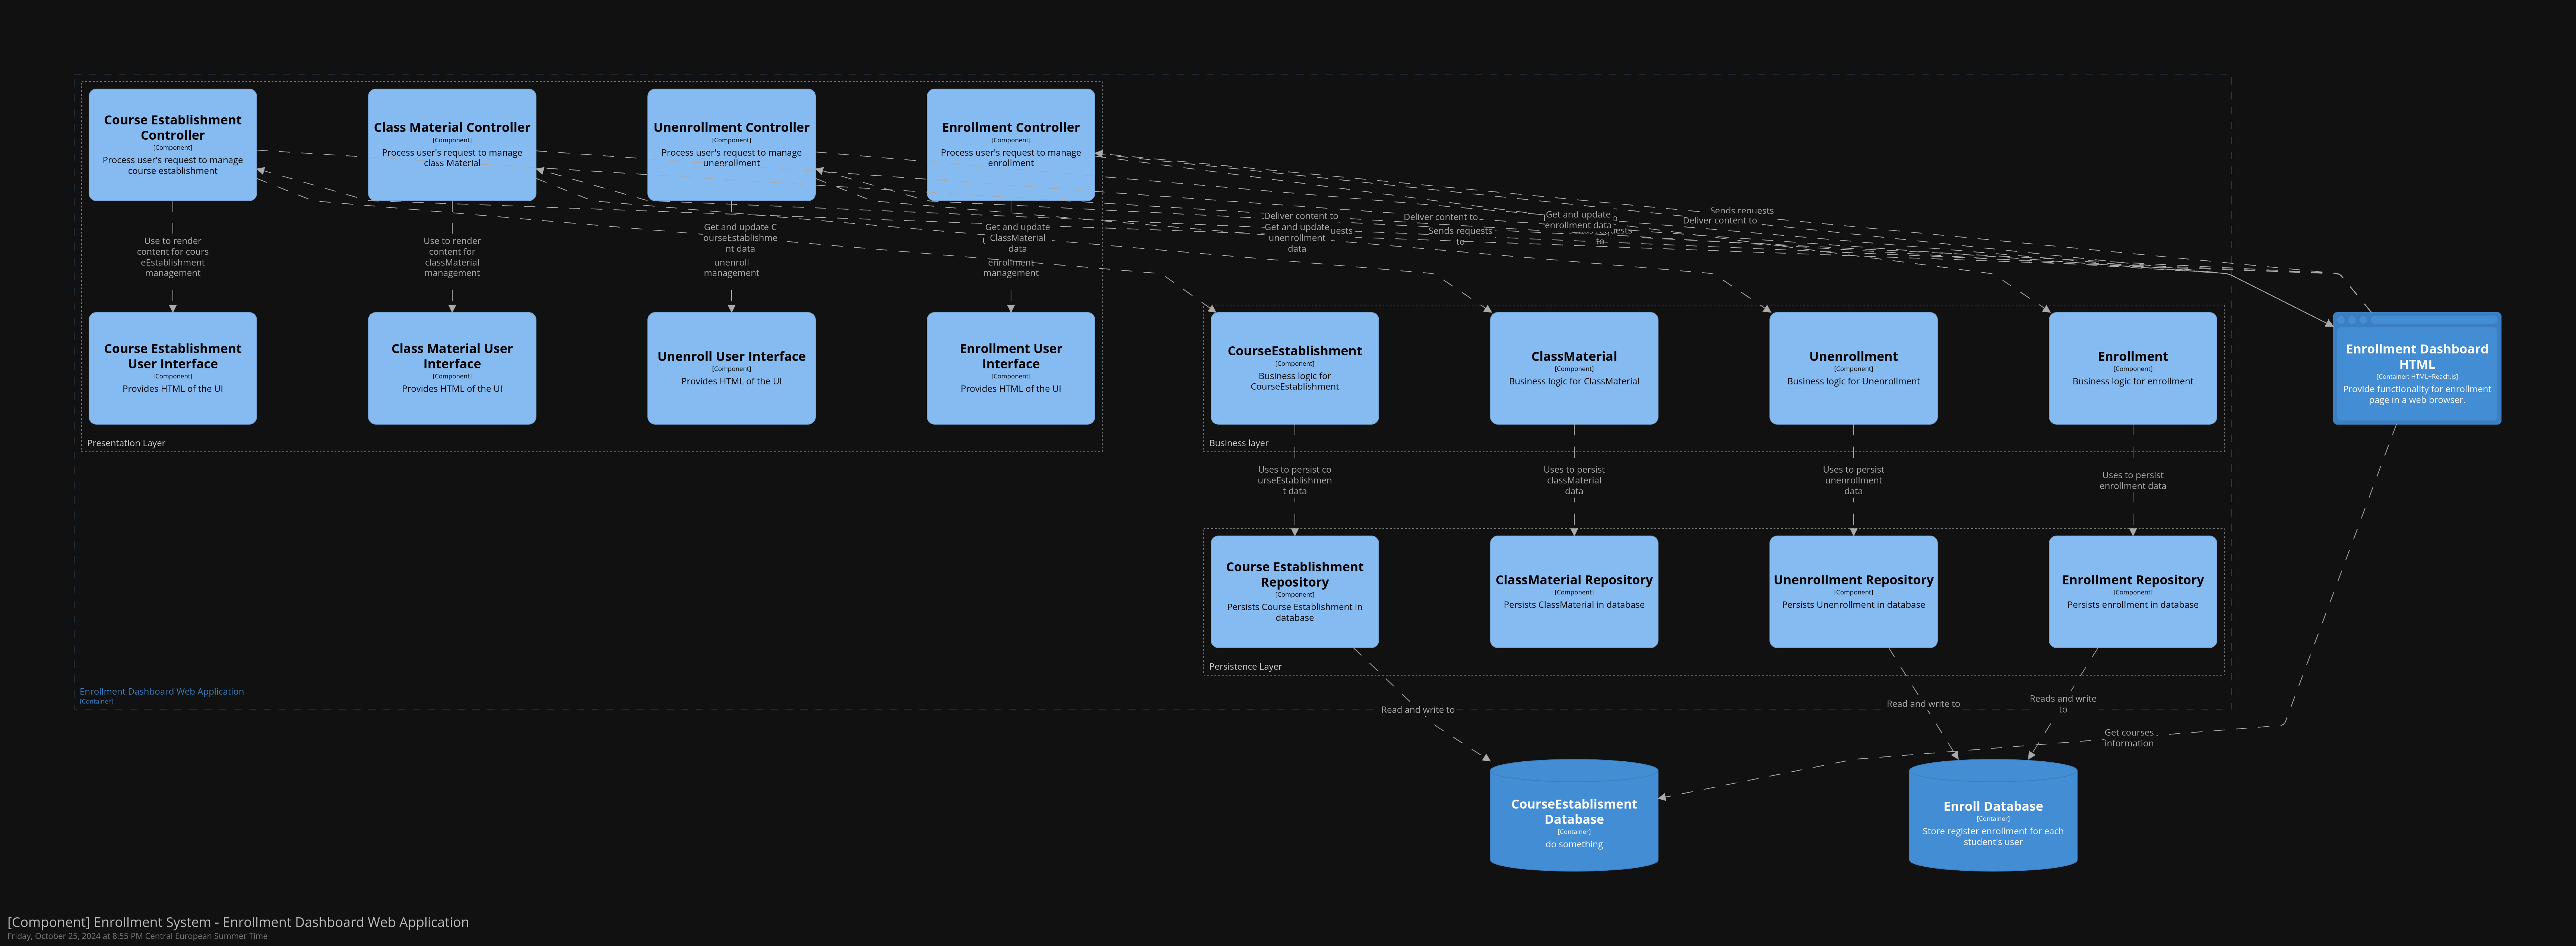 Course Establishment
Controller
[Component]
Process user's request to manage
course establishment
Class Material Controller
[Component]
Process user's request to manage
class Material
Unenrollment Controller
[Component]
Process user's request to manage
unenrollment
Enrollment Controller
[Component]
Process user's request to manage
enrollment
Use to render
content for cours
eEstablishment
management
Use to render
content for
classMaterial
management
Get and update C
ourseEstablishme
nt data
unenroll
management
Get and update
ClassMaterial
data
enrollment
management
Deliver content to
Get and update
unenrollment
data
Deliver content to
Sends requests
to
Get and update
enrollment data
to
Sends requests
Deliver content to
Course Establishment
User Interface
[Component]
Provides HTML of the UI
Class Material User
Interface
[Component]
Provides HTML of the UI
Unenroll User Interface
[Component]
Provides HTML of the UI
Enrollment User
Interface
[Component]
Provides HTML of the UI
Presentation Layer
CourseEstablishment
[Component]
Business logic for
CourseEstablishment
ClassMaterial
[Component]
Business logic for ClassMaterial
Unenrollment
[Component]
Business logic for Unenrollment
Enrollment
[Component]
Business logic for enrollment
Business layer
Enrollment Dashboard
HTML
[Container: HTML+Reach.js]
Provide functionality for enrollment
page in a web browser.
Uses to persist co
urseEstablishmen
t data
Uses to persist
classMaterial
data
Uses to persist
unenrollment
data
Uses to persist
enrollment data
Course Establishment
Repository
[Component]
Persists Course Establishment in
database
ClassMaterial Repository
[Component]
Persists ClassMaterial in database
Unenrollment Repository
[Component]
Persists Unenrollment in database
Enrollment Repository
[Component]
Persists enrollment in database
Persistence Layer
Enrollment Dashboard Web Application
[Container]
Read and write to
Read and write to
Reads and write
to
Get courses
information
CourseEstablisment
Database
[Container]
do something
Enroll Database
[Container]
Store register enrollment for each
student's user
[Component] Enrollment System - Enrollment Dashboard Web Application
Friday, October 25, 2024 at 8:55 PM Central European Summer Time